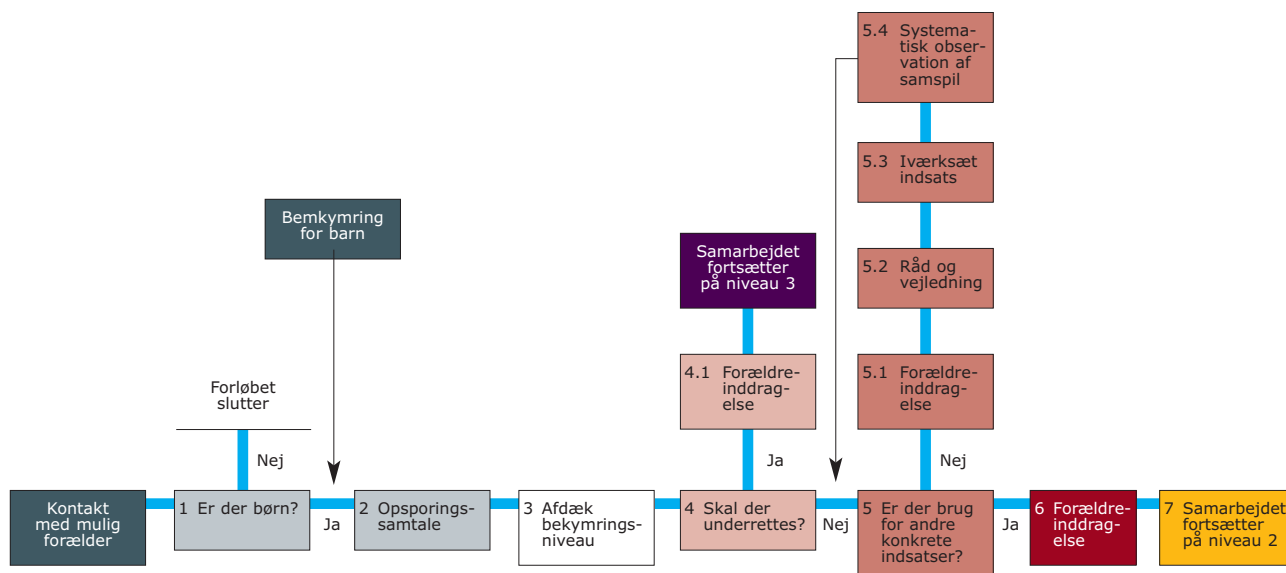 5.4 Systema-
tisk obser-
vation af
samspil
5.3 Iværksæt
indsats
Bemkymring
for barn
Samarbejdet
fortsætter
på niveau 3
5.2 Råd og
vejledning
4.1 Forældre-
inddrag-
else
5.1 Forældre-
inddrag-
else
Forløbet
slutter
Nej
Ja
Nej
Kontakt
med mulig
forælder
1 Er der børn?
Ja
2 Opsporings-
samtale
3 Afdæk
bekymrings-
niveau
4 Skal der
underrettes?
Nej
5 Er der brug
for andre
konkrete
indsatser?
Ja
6 Forældre-
inddrag-
else
7 Samarbejdet
fortsætter
på niveau 2